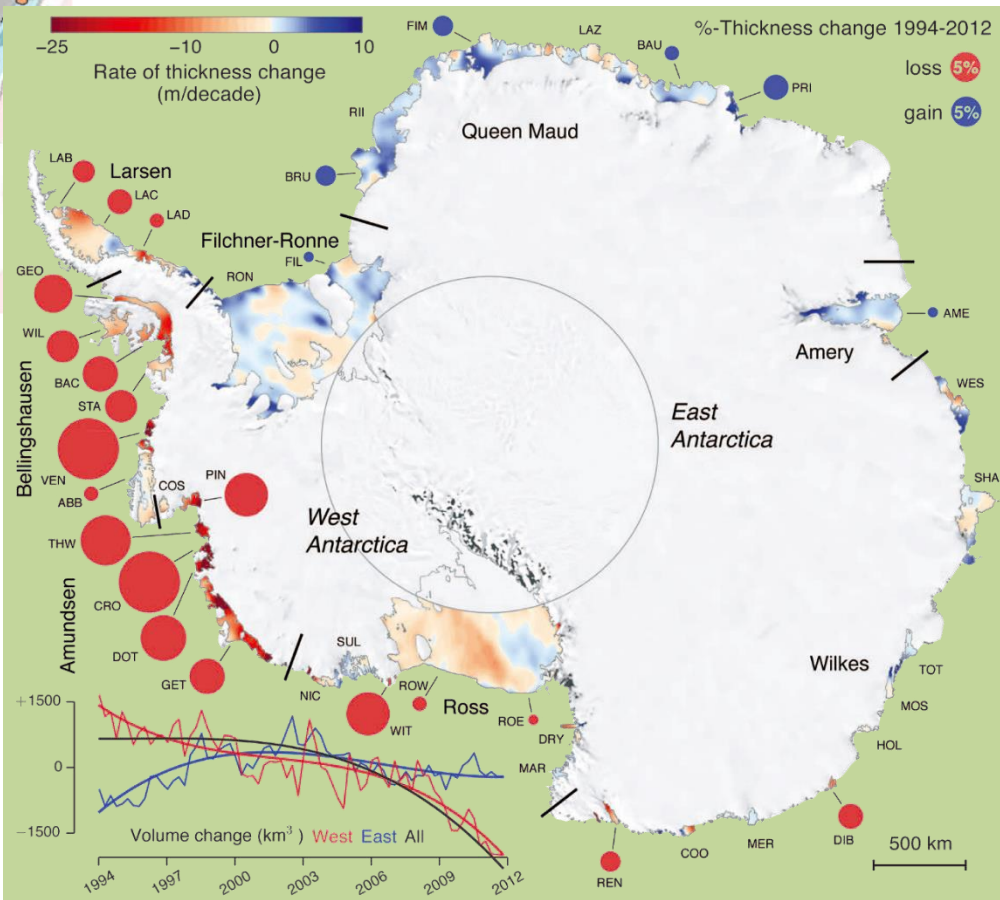 −25
−10
0
10
Rate of thickness change
(m/decade)
%-Thickness change 1994-2012
loss 5%
gain 5%
FIM
LAZ
BAU
PRI
RII
Queen Maud
BRU
LAB
Larsen
LAC
LAD
Filchner-Ronne
FIL
RON
GEO
WIL
BAC
STA
Bellingshausen
VEN
ABB
COS
PIN
THW
CRO
DOT
GET
Amundsen
AME
Amery
WES
East
Antarctica
SHA
West
Antarctica
Wilkes
TOT
MOS
HOL
SUL
NIC
ROW
Ross
WIT
ROE
DRY
MAR
REN
COO
MER
DIB
500 km
+1500
0
−1500
Volume change (km³ ) West East All
1994
1997
2000
2003
2006
2009
2012